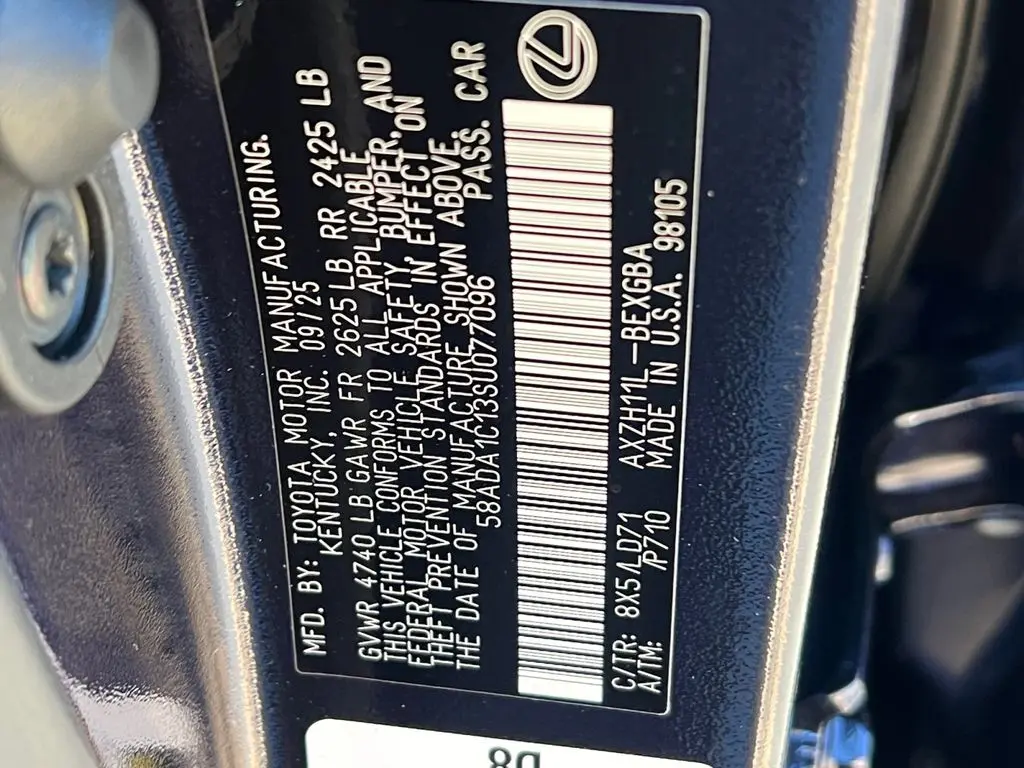 MFD. BY: TOYOTA MOTOR MANUFACTURING.
KENTUCKY, INC. 09/25
GVWR 4740 LB GAWR FR 2625 LB RR 2425 LB
THIS VEHICLE CONFORMS TO ALL APPLICABLE
FEDERAL MOTOR VEHICLE SAFETY, BUMPER, AND
THEFT PREVENTION STANDARDS IN EFFECT ON
THE DATE OF MANUFACTURE SHOWN ABOVE.
58ADA1C13SU077096 PASS. CAR
C/TR: 8X5/LD71 AXZH11L-BEXGBA
A/TM: /P710 MADE IN U.S.A. 98105